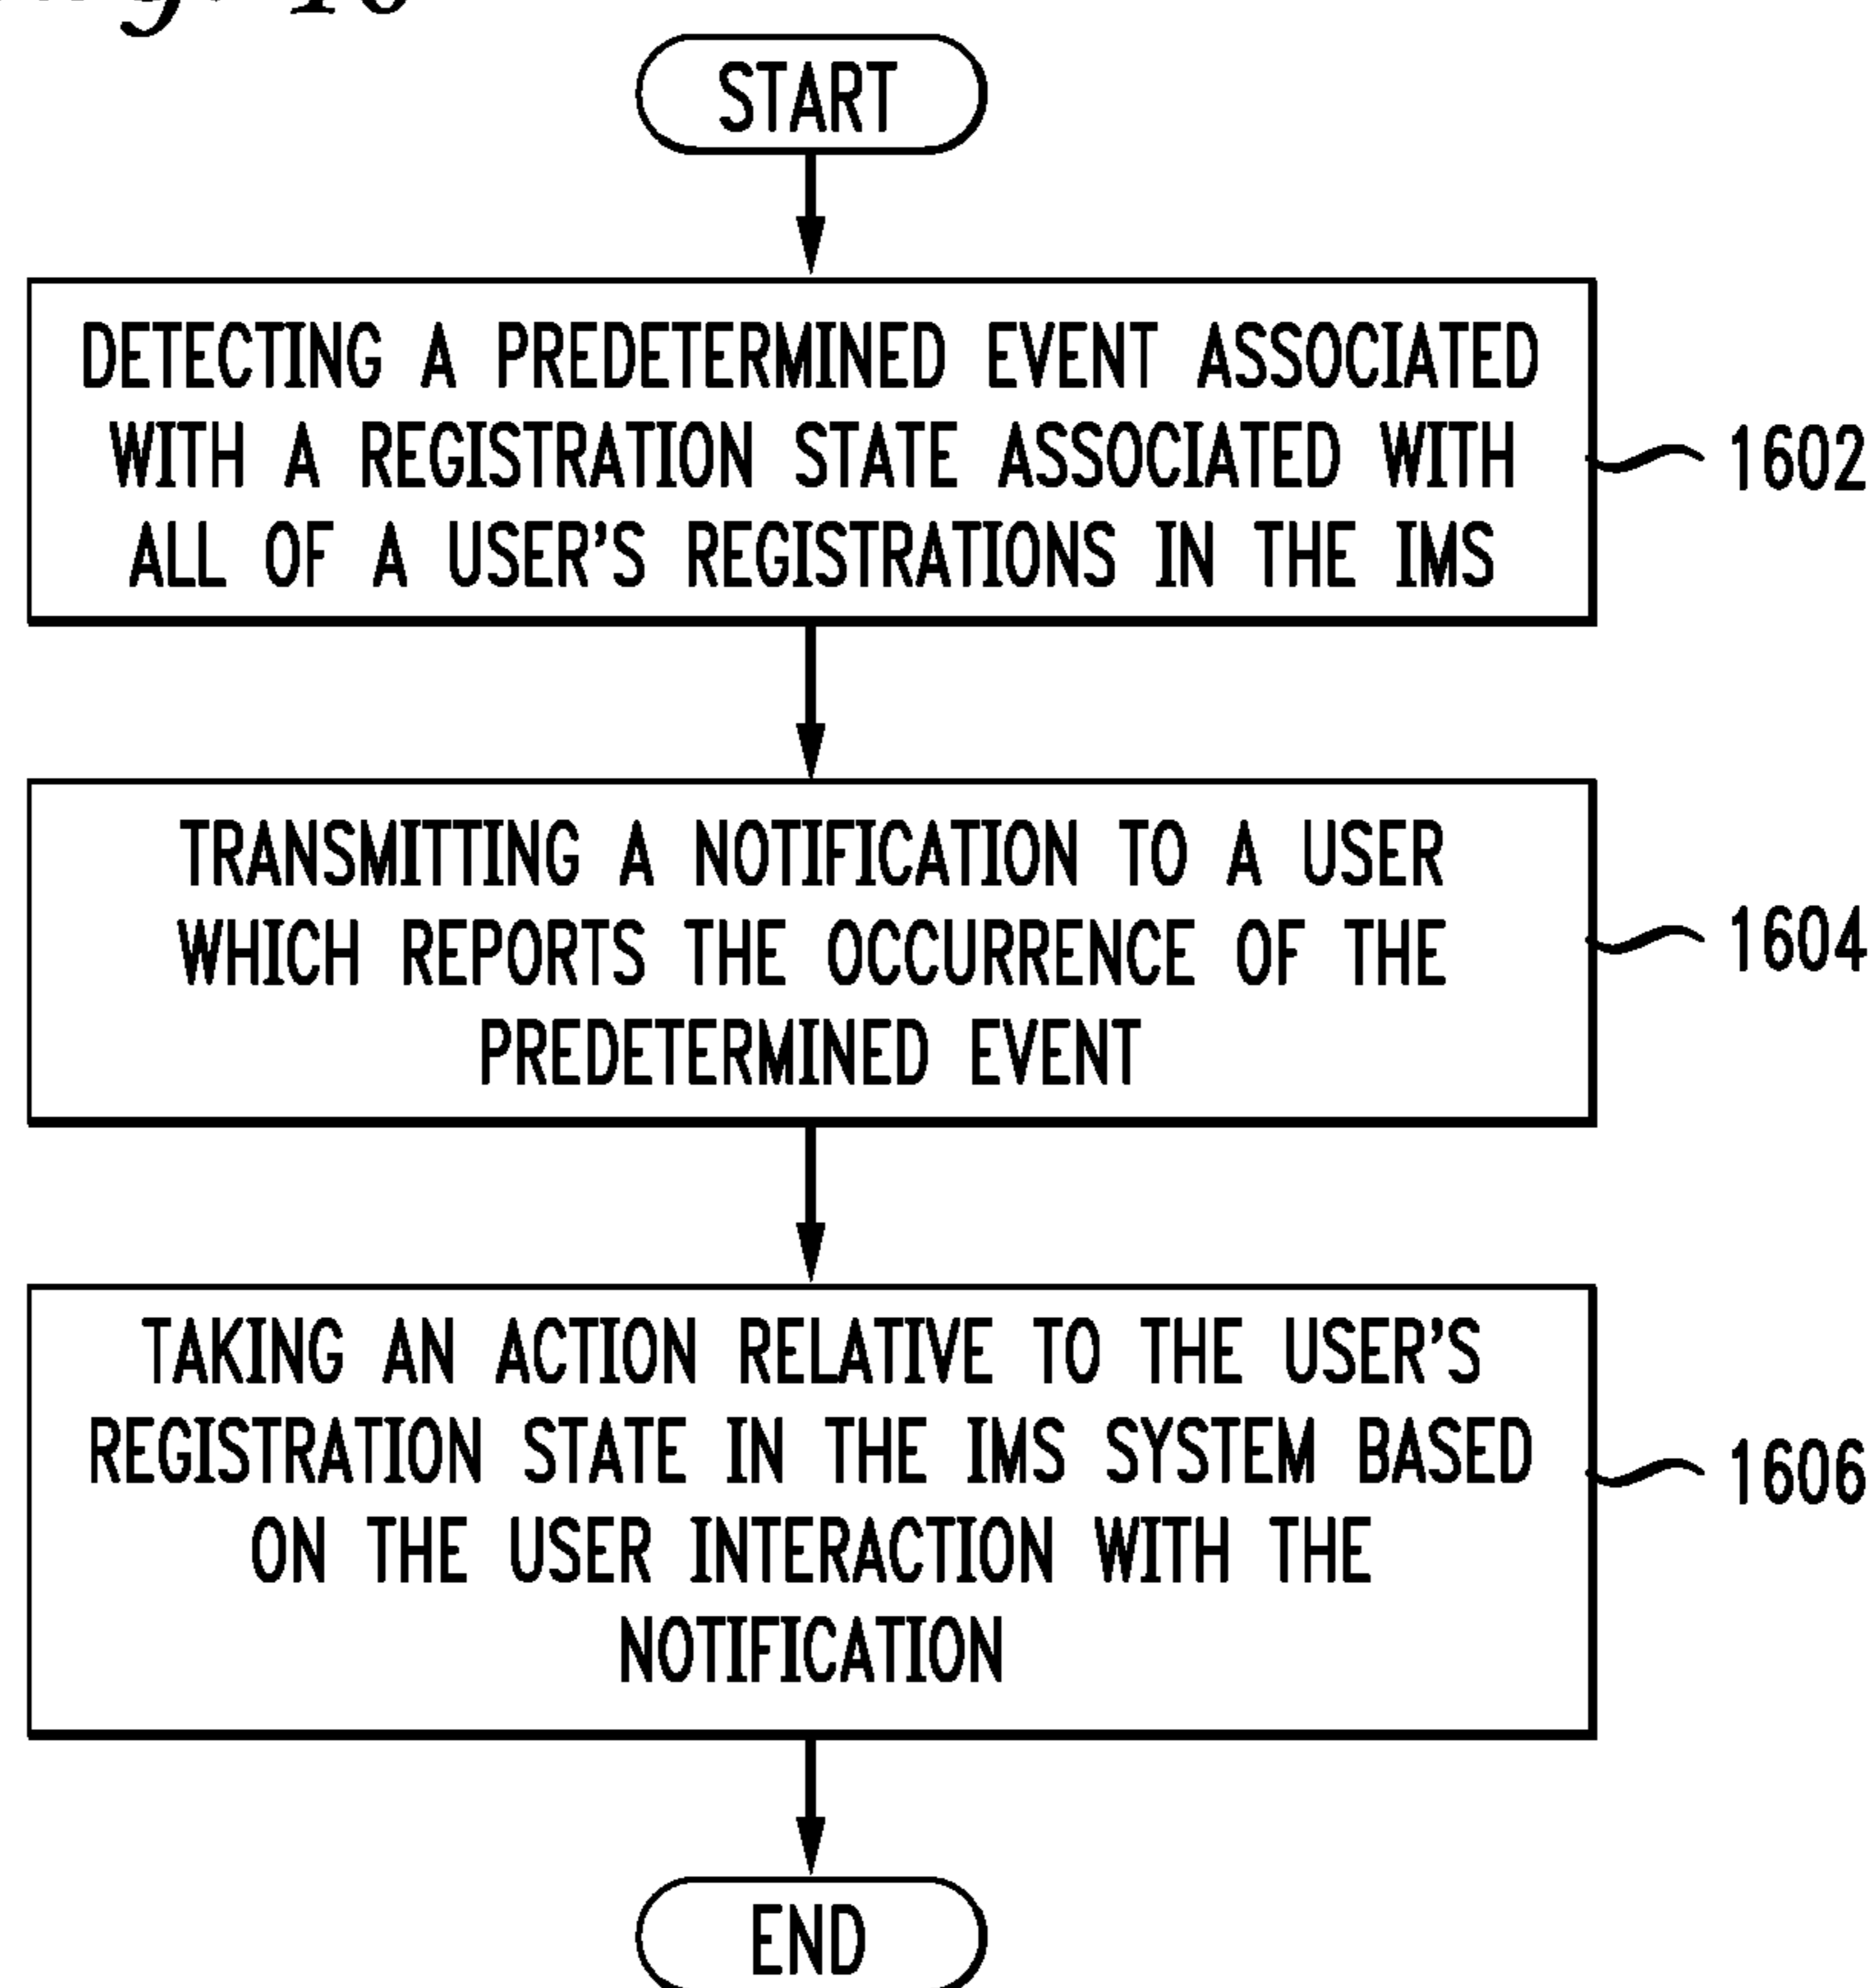 START
DETECTING A PREDETERMINED EVENT ASSOCIATED
WITH A REGISTRATION STATE ASSOCIATED WITH
ALL OF A USER'S REGISTRATIONS IN THE IMS
1602
TRANSMITTING A NOTIFICATION TO A USER
WHICH REPORTS THE OCCURRENCE OF THE
PREDETERMINED EVENT
1604
TAKING AN ACTION RELATIVE TO THE USER'S
REGISTRATION STATE IN THE IMS SYSTEM BASED
ON THE USER INTERACTION WITH THE
NOTIFICATION
1606
END